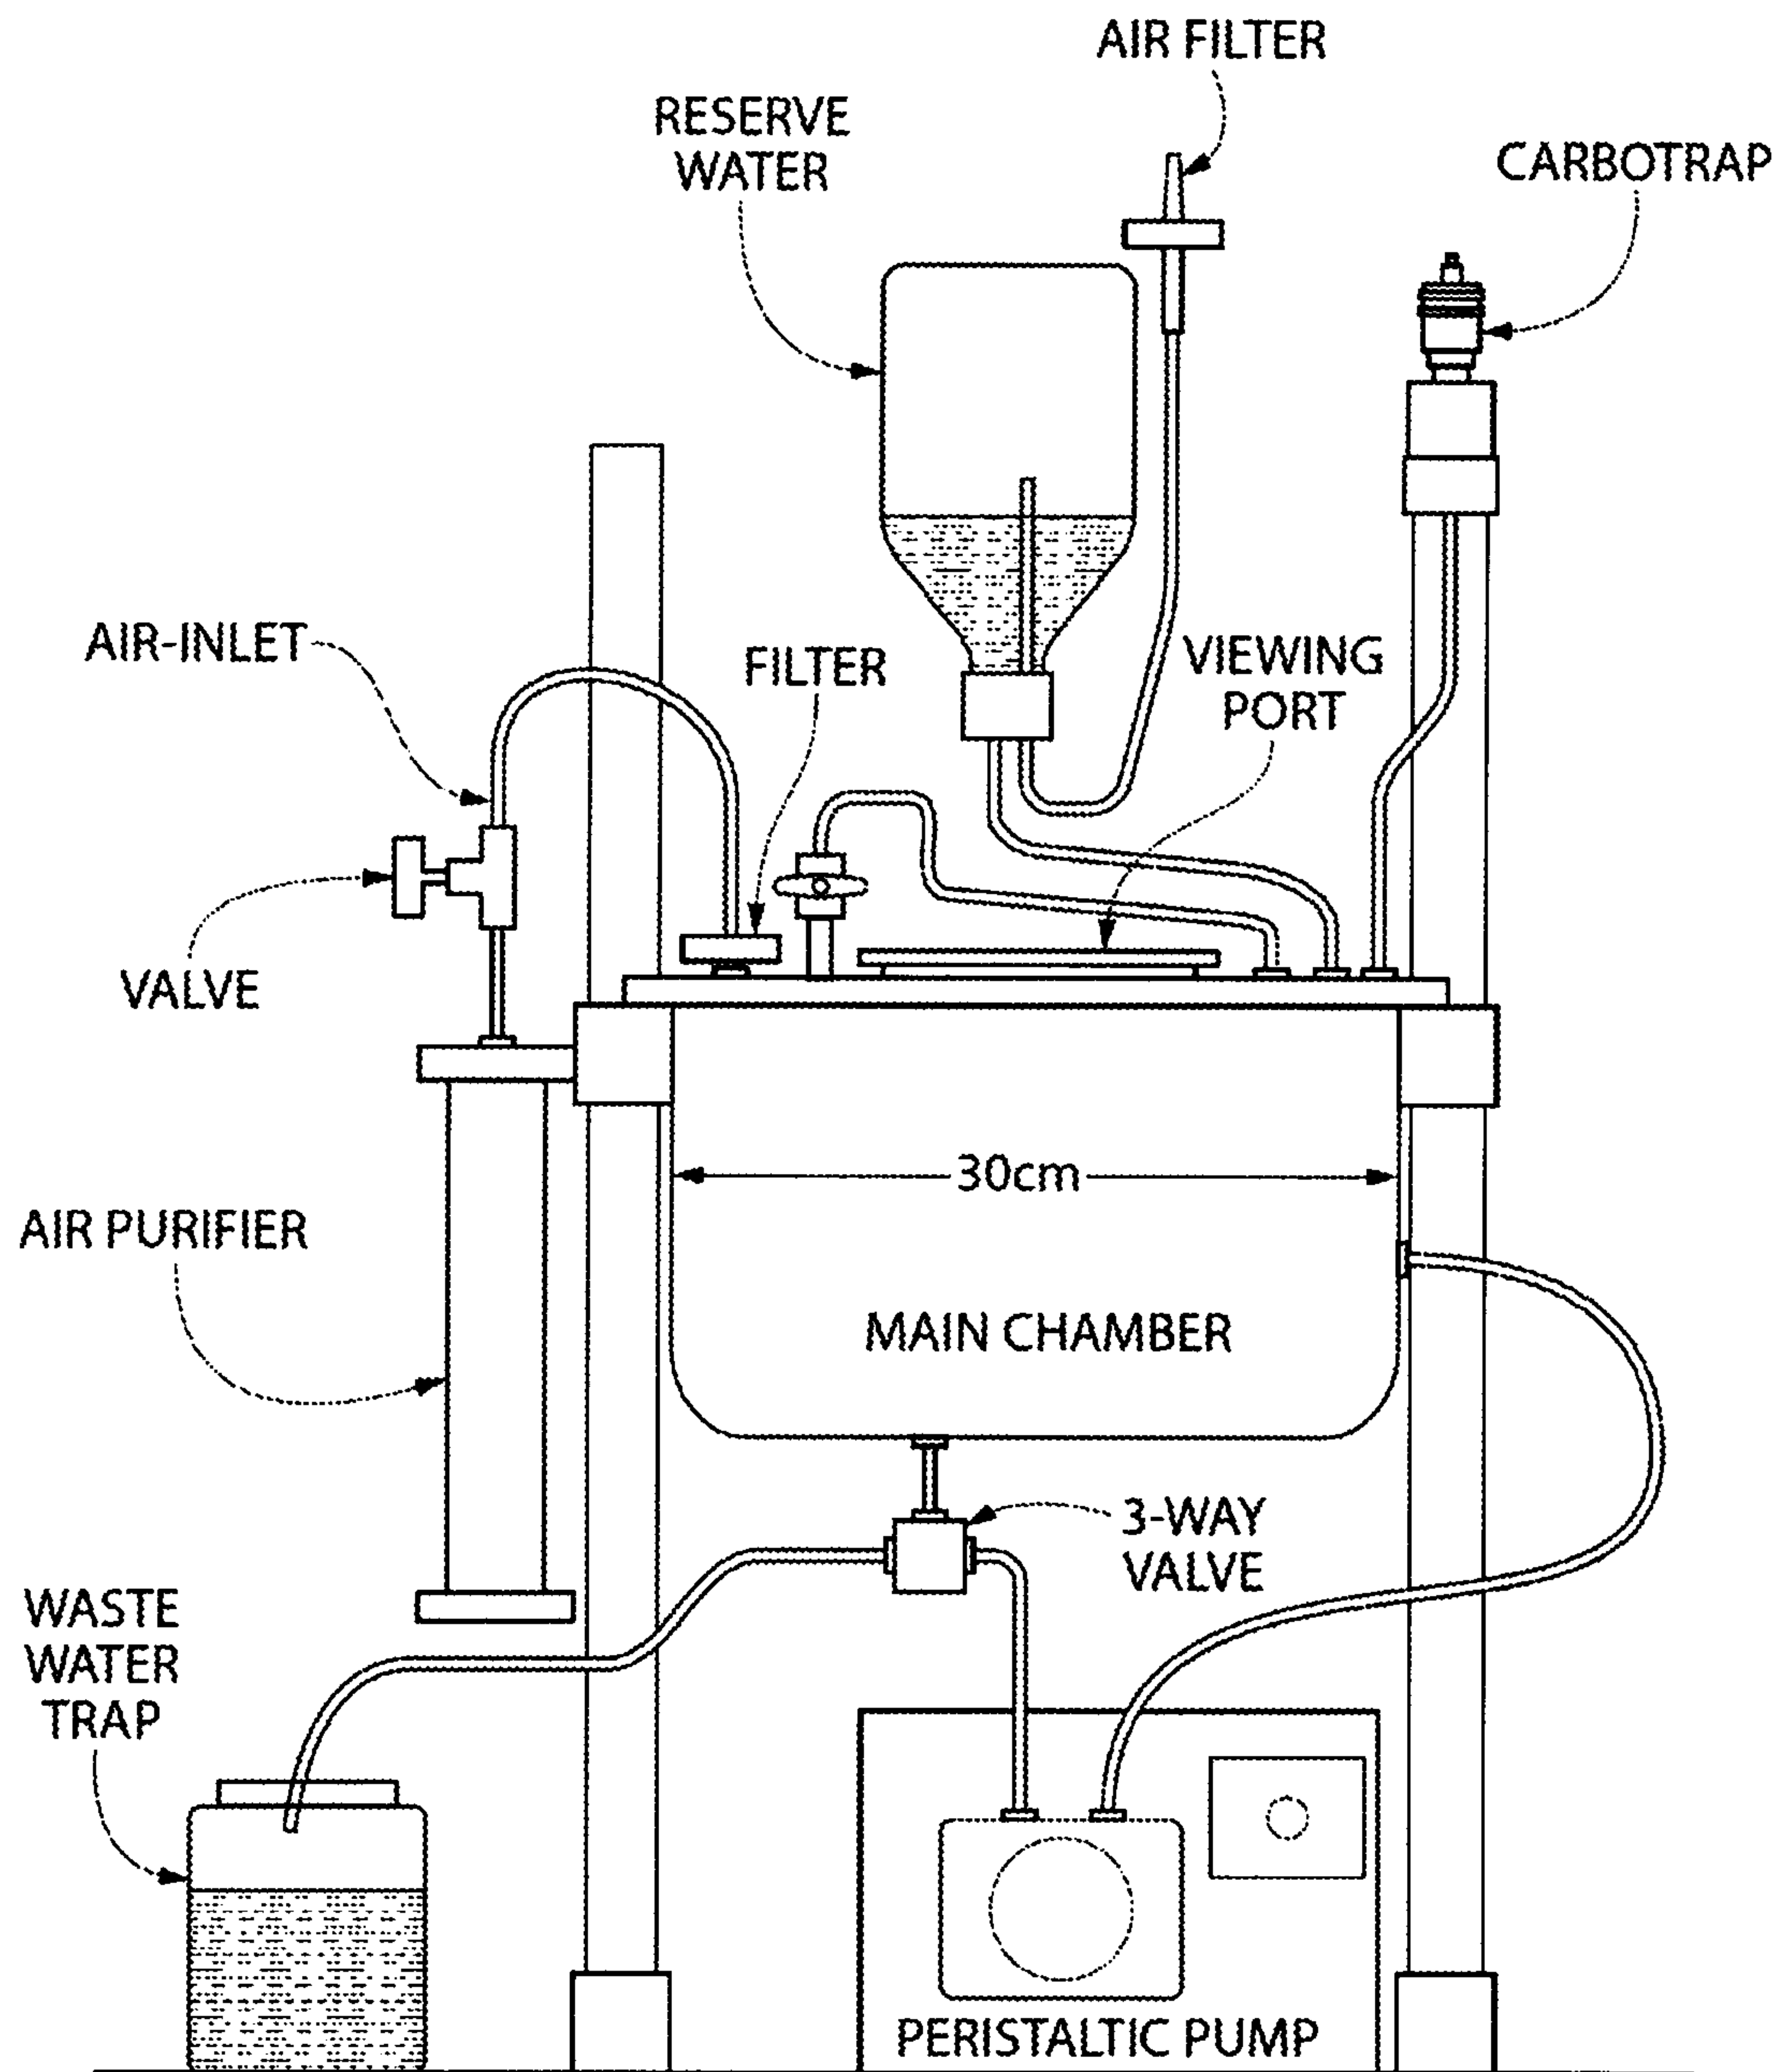 AIR FILTER
RESERVE
WATER
CARBOTRAP
AIR-INLET
FILTER
VIEWING
PORT
VALVE
30cm
AIR PURIFIER
MAIN CHAMBER
3-WAY
VALVE
WASTE
WATER
TRAP
PERISTALTIC PUMP